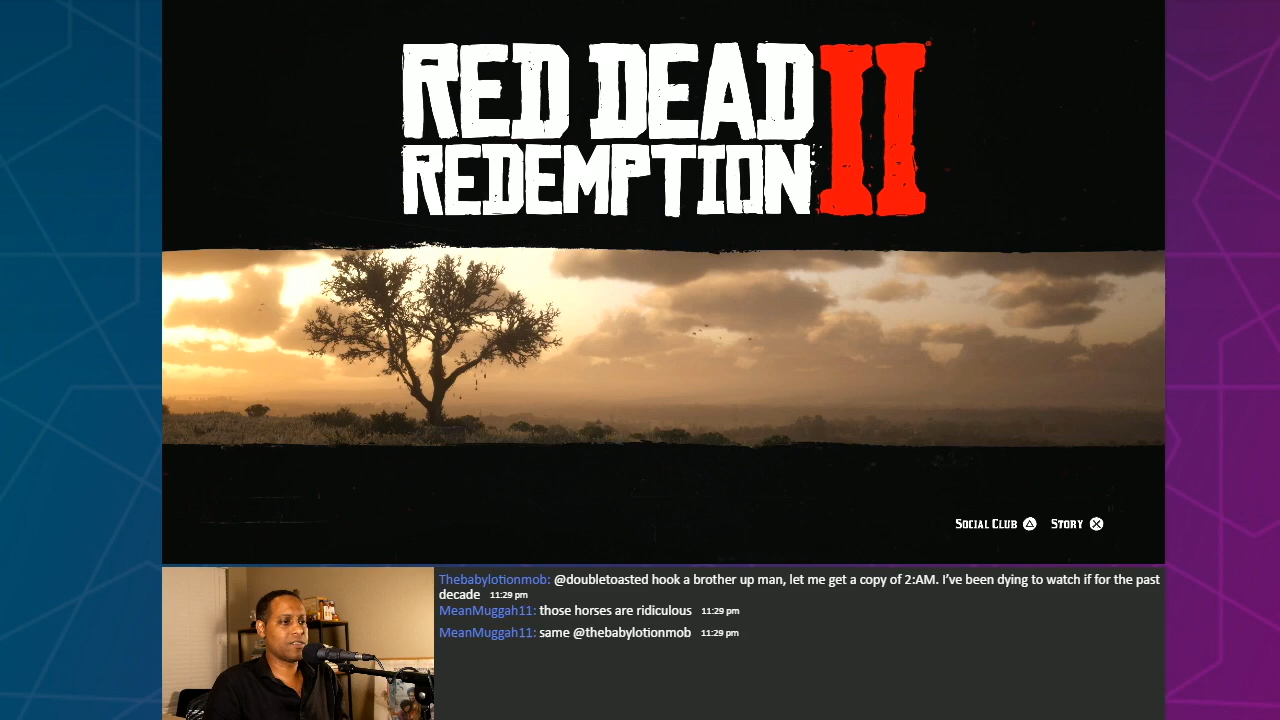 RED DEAD
REDEMPTION II
SOCIAL CLUB
STORY
Thebabylotionmob: @doubletoasted hook a brother up man, let me get a copy of 2:AM. I've been dying to watch if for the past
decade 11:29 pm
MeanMuggah11: those horses are ridiculous 11:29 pm
MeanMuggah11: same @thebabylotionmob 11:29 pm